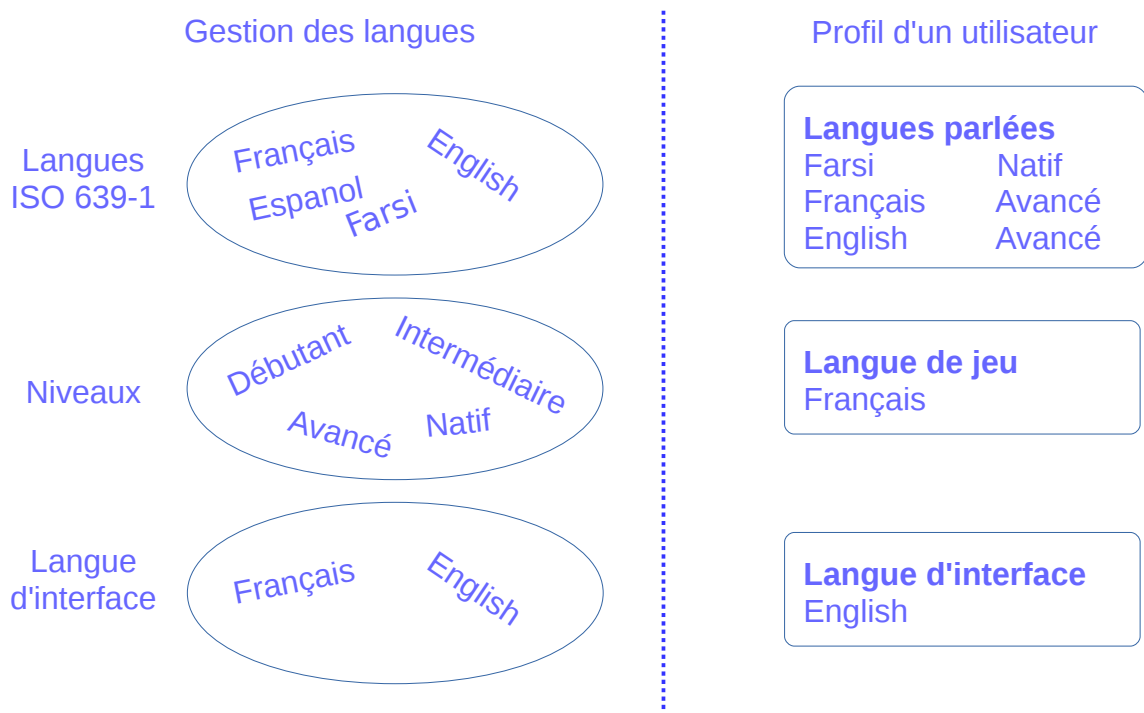 Gestion des langues
Langues
ISO 639-1
Français
English
Espanol
Farsi
Niveaux
Débutant
Intermédiaire
Avancé
Natif
Langue
d'interface
Français
English
Profil d'un utilisateur
Langues parlées
Farsi Natif
Français Avancé
English Avancé
Langue de jeu
Français
Langue d'interface
English